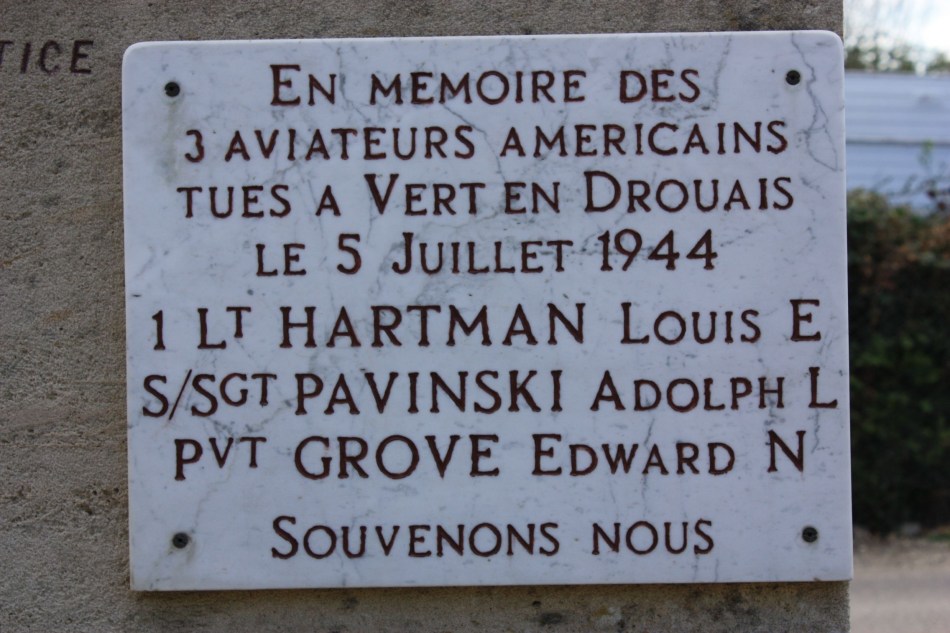 TICE
EN MEMOIRE DES
3 AVIATEURS AMERICAINS
TUES A VERT EN DROUAIS
LE 5 JUILLET 1944
1 LT HARTMAN LOUIS E
S/SGT PAVINSKI ADOLPH L
PVT GROVE EDWARD N
SOUVENONS NOUS